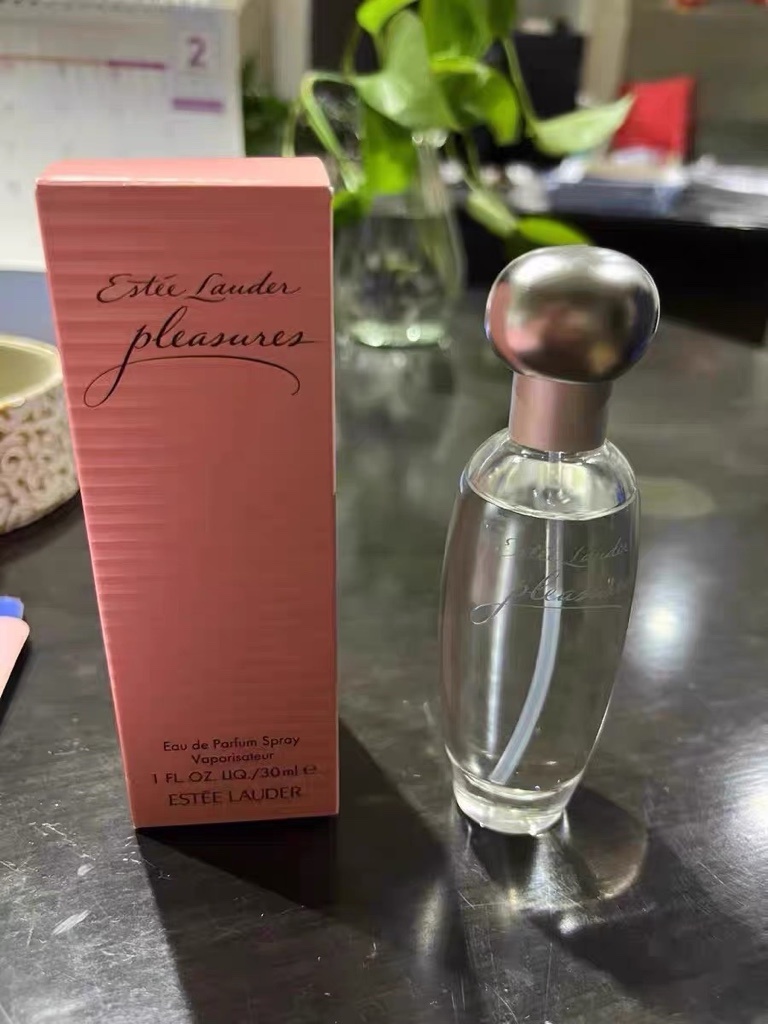 2
Estée Lauder
pleasures
Eau de Parfum Spray
Vaporisateur
1 FL. OZ. LIQ./30 ml ℮
ESTĒE LAUDER
Estée Lauder
pleasures